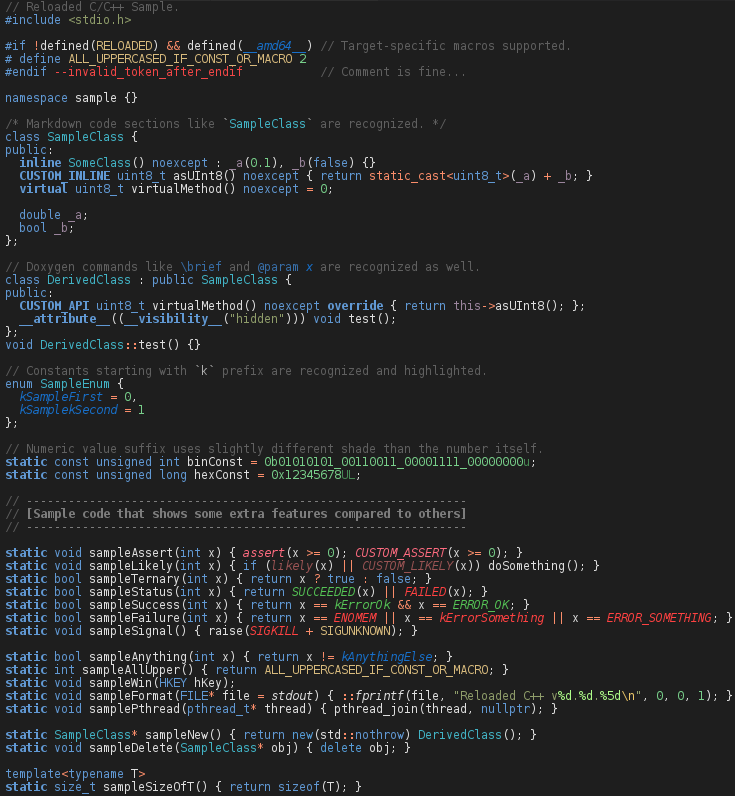 // Reloaded C/C++ Sample.
#include <stdio.h>

#if !defined(RELOADED) && defined(__amd64__) // Target-specific macros supported.
# define ALL_UPPERCASED_IF_CONST_OR_MACRO 2
#endif --invalid_token_after_endif           // Comment is fine...

namespace sample {}

/* Markdown code sections like `SampleClass` are recognized. */
class SampleClass {
public:
  inline SomeClass() noexcept : _a(0.1), _b(false) {}
  CUSTOM_INLINE uint8_t asUInt8() noexcept { return static_cast<uint8_t>(_a) + _b; }
  virtual uint8_t virtualMethod() noexcept = 0;

  double _a;
  bool _b;
};

// Doxygen commands like \brief and @param x are recognized as well.
class DerivedClass : public SampleClass {
public:
  CUSTOM_API uint8_t virtualMethod() noexcept override { return this->asUInt8(); };
  __attribute__((__visibility__("hidden"))) void test();
};
void DerivedClass::test() {}

// Constants starting with `k` prefix are recognized and highlighted.
enum SampleEnum {
  kSampleFirst = 0,
  kSamplekSecond = 1
};

// Numeric value suffix uses slightly different shade than the number itself.
static const unsigned int binConst = 0b01010101_00110011_00001111_00000000u;
static const unsigned long hexConst = 0x12345678UL;

// ---------------------------------------------------------------
// [Sample code that shows some extra features compared to others]
// ---------------------------------------------------------------

static void sampleAssert(int x) { assert(x >= 0); CUSTOM_ASSERT(x >= 0); }
static void sampleLikely(int x) { if (likely(x) || CUSTOM_LIKELY(x)) doSomething(); }
static bool sampleTernary(int x) { return x ? true : false; }
static bool sampleStatus(int x) { return SUCCEEDED(x) || FAILED(x); }
static bool sampleSuccess(int x) { return x == kErrorOk && x == ERROR_OK; }
static bool sampleFailure(int x) { return x == ENOMEM || x == kErrorSomething || x == ERROR_SOMETHING; }
static void sampleSignal() { raise(SIGKILL + SIGUNKNOWN); }

static bool sampleAnything(int x) { return x != kAnythingElse; }
static int sampleAllUpper() { return ALL_UPPERCASED_IF_CONST_OR_MACRO; }
static void sampleWin(HKEY hKey);
static void sampleFormat(FILE* file = stdout) { ::fprintf(file, "Reloaded C++ v%d.%d.%5d\n", 0, 0, 1); }
static void samplePthread(pthread_t* thread) { pthread_join(thread, nullptr); }

static SampleClass* sampleNew() { return new(std::nothrow) DerivedClass(); }
static void sampleDelete(SampleClass* obj) { delete obj; }

template<typename T>
static size_t sampleSizeOfT() { return sizeof(T); }